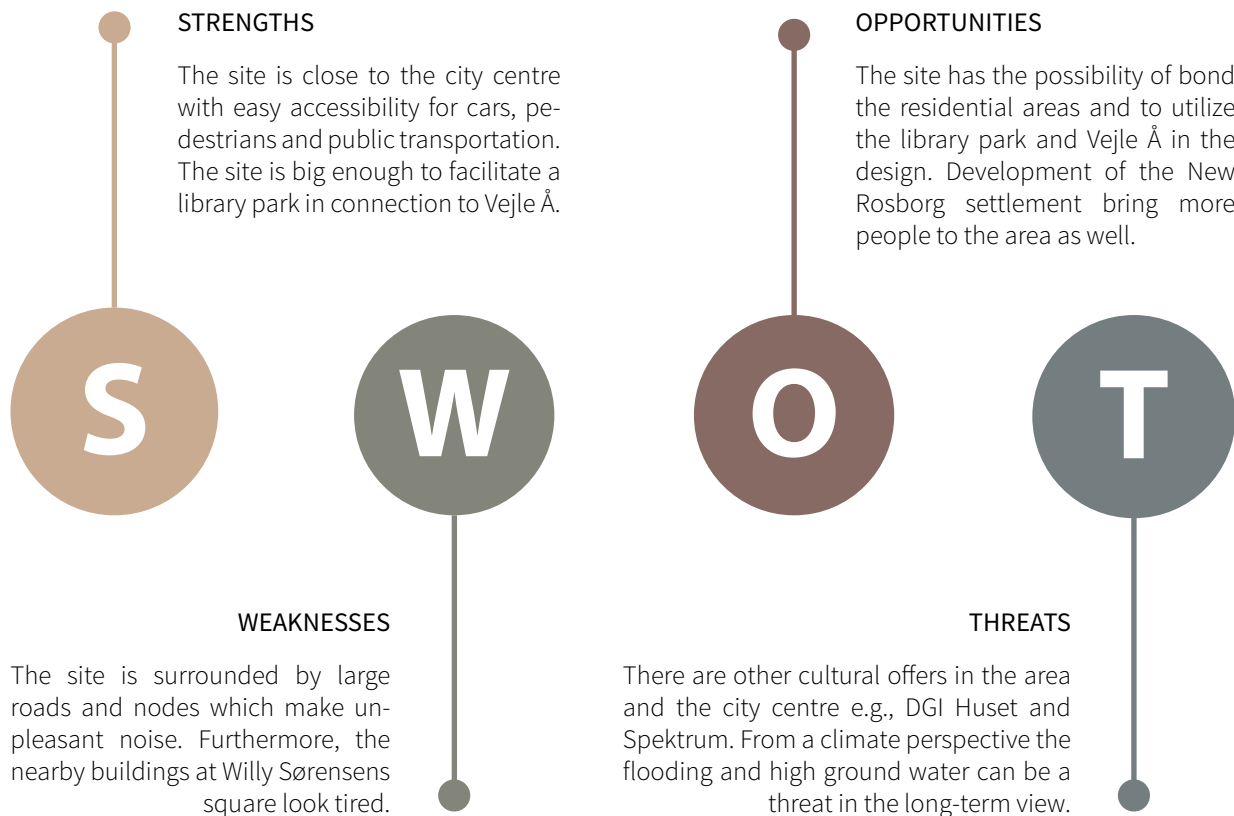 STRENGTHS
The site is close to the city centre
with easy accessibility for cars, pe-
destrians and public transportation.
The site is big enough to facilitate a
library park in connection to Vejle Å.
OPPORTUNITIES
The site has the possibility of bond
the residential areas and to utilize
the library park and Vejle Å in the
design. Development of the New
Rosborg settlement bring more
people to the area as well.
S
W
O
T
WEAKNESSES
The site is surrounded by large
roads and nodes which make un-
pleasant noise. Furthermore, the
nearby buildings at Willy Sørensens
square look tired.
THREATS
There are other cultural offers in the area
and the city centre e.g., DGI Huset and
Spektrum. From a climate perspective the
flooding and high ground water can be a
threat in the long-term view.